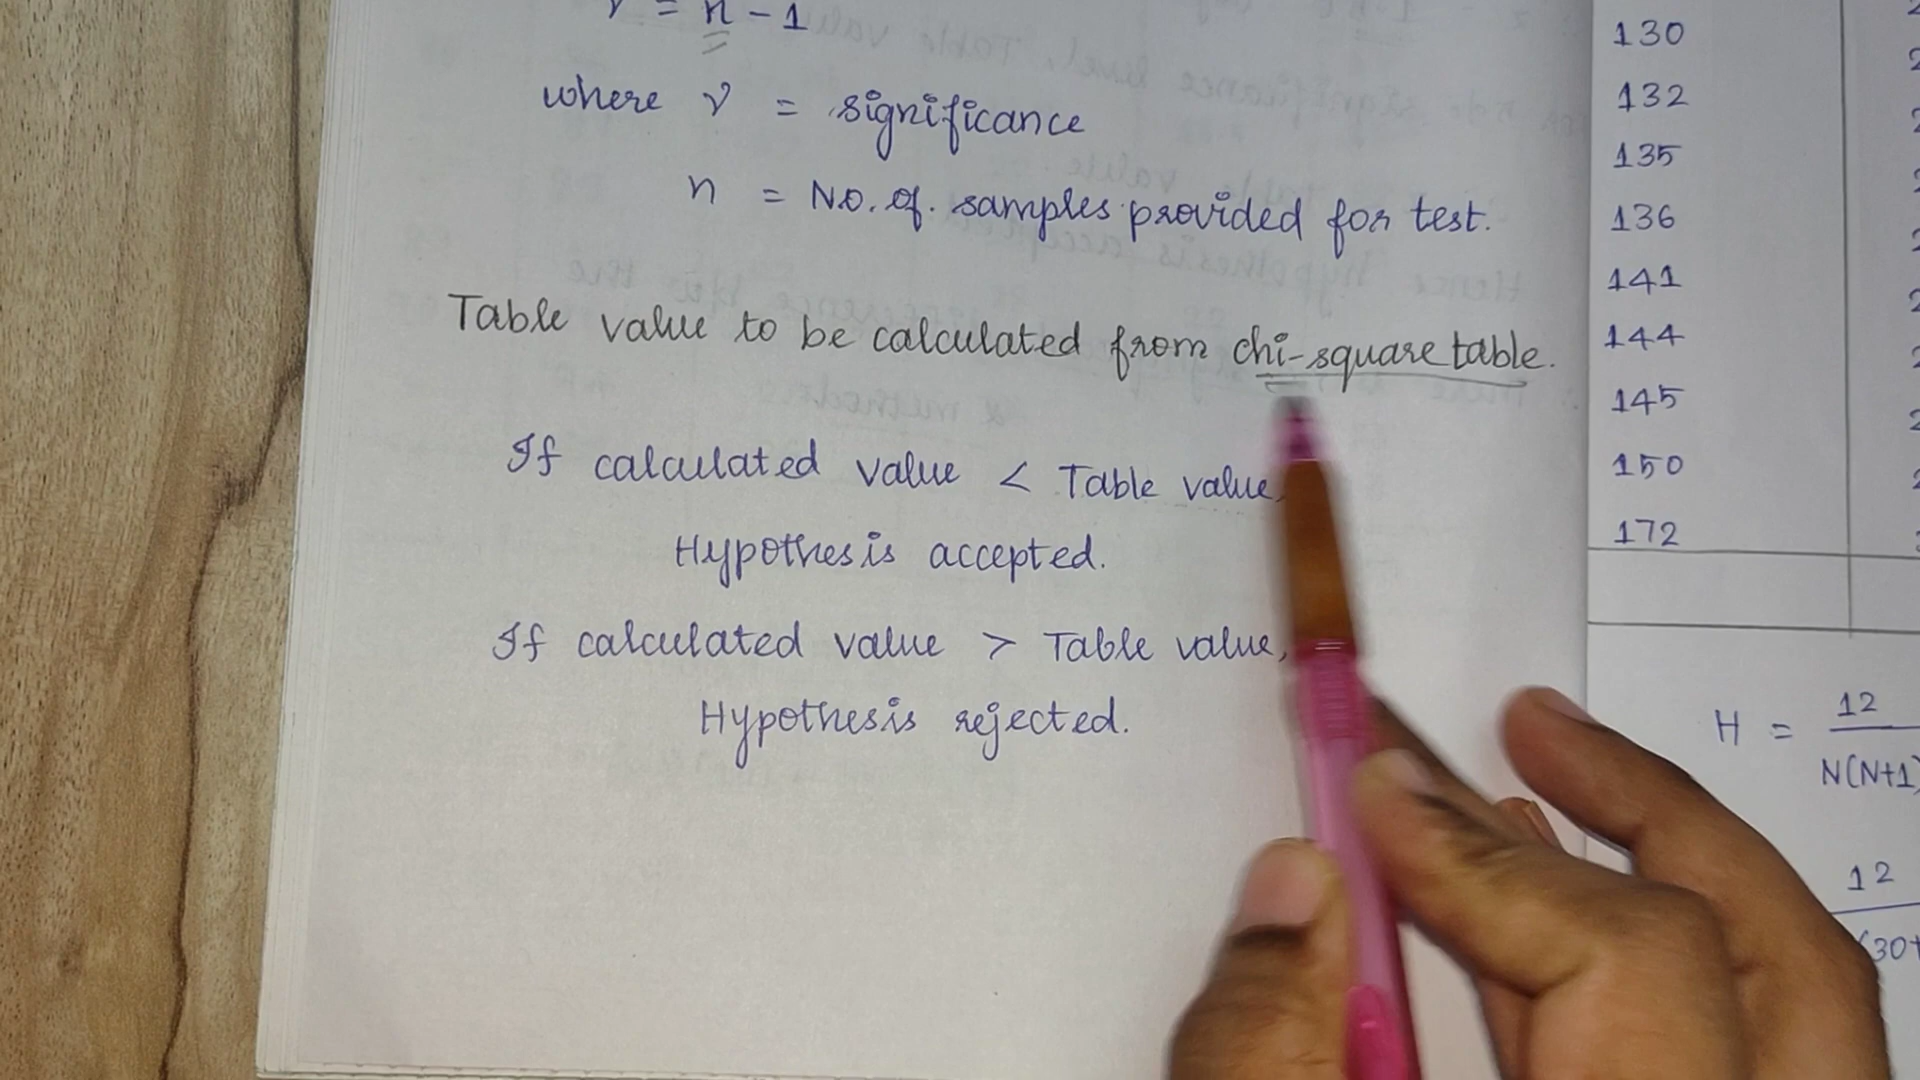 ν = n - 1
where ν = significance
n = No. of. samples provided for test.
Table value to be calculated from chi-square table.
If calculated value < Table value,
Hypothesis accepted.
If calculated value > Table value,
Hypothesis rejected.
130
132
135
136
141
144
145
150
172
H = 12
N(N+1)
12
(30+